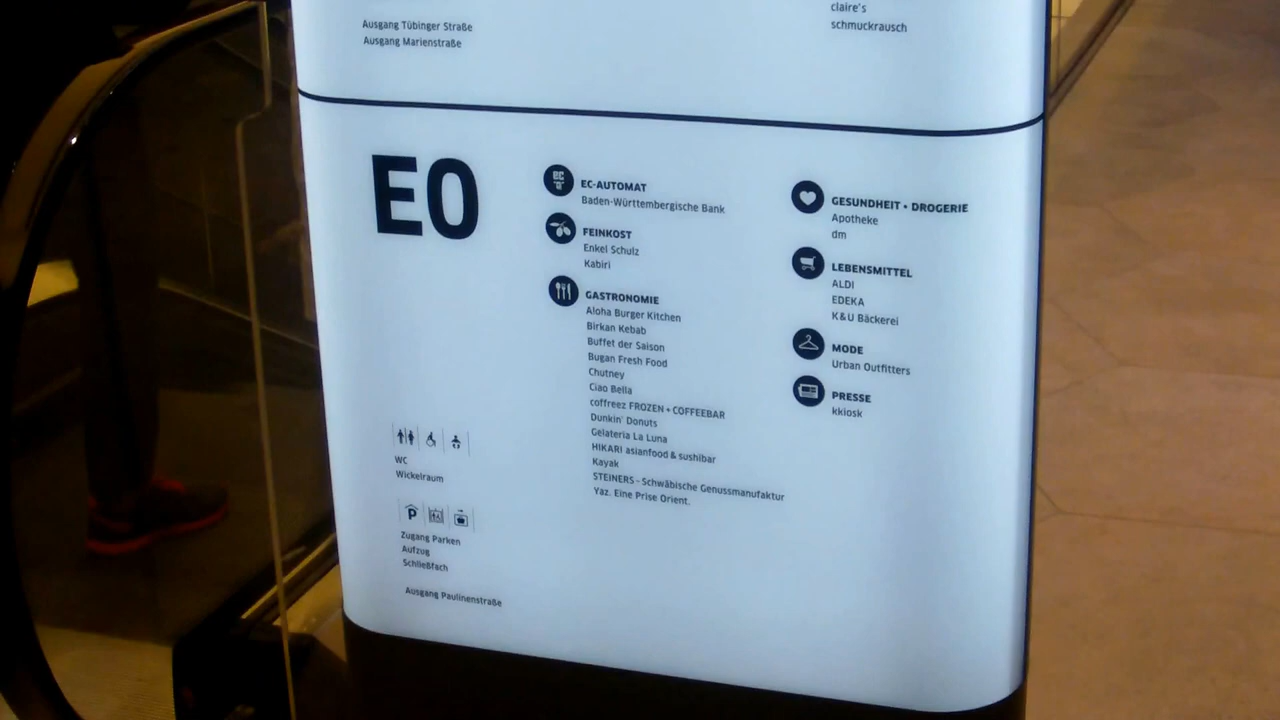 Ausgang Tübinger Straße
Ausgang Marienstraße
claire's
schmuckrausch
E0
EC-AUTOMAT
Baden-Württembergische Bank
FEINKOST
Enkel Schulz
Kabiri
GASTRONOMIE
Aloha Burger Kitchen
Birkan Kebab
Buffet der Saison
Bugan Fresh Food
Chutney
Ciao Bella
coffreez FROZEN + COFFEEBAR
Dunkin' Donuts
Gelateria La Luna
HIKARI asianfood & sushibar
Kayak
STEINERS - Schwäbische Genussmanufaktur
Yaz. Eine Prise Orient.
GESUNDHEIT • DROGERIE
Apotheke
dm
LEBENSMITTEL
ALDI
EDEKA
K&U Bäckerei
MODE
Urban Outfitters
PRESSE
kkiosk
WC
Wickelraum
P
Zugang Parken
Aufzug
Schließfach
Ausgang Paulinenstraße